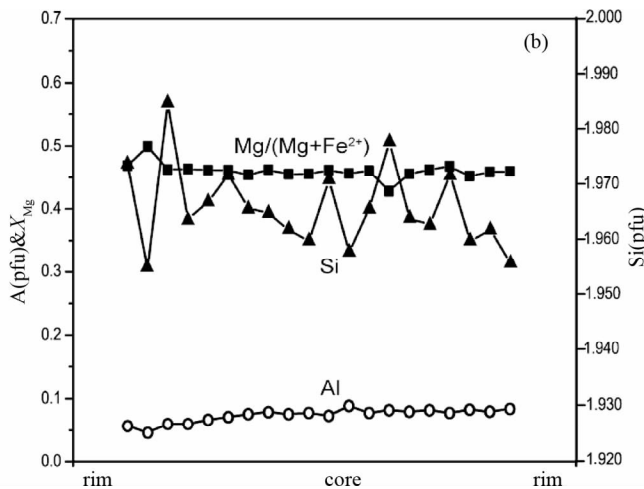 (b)
0.7
0.6
0.5
0.4
0.3
0.2
0.1
0.0
A(pfu)&X_Mg
Mg/(Mg+Fe²⁺)
Si
Al
2.000
1.990
1.980
1.970
1.960
1.950
1.940
1.930
1.920
Si(pfu)
rim core rim